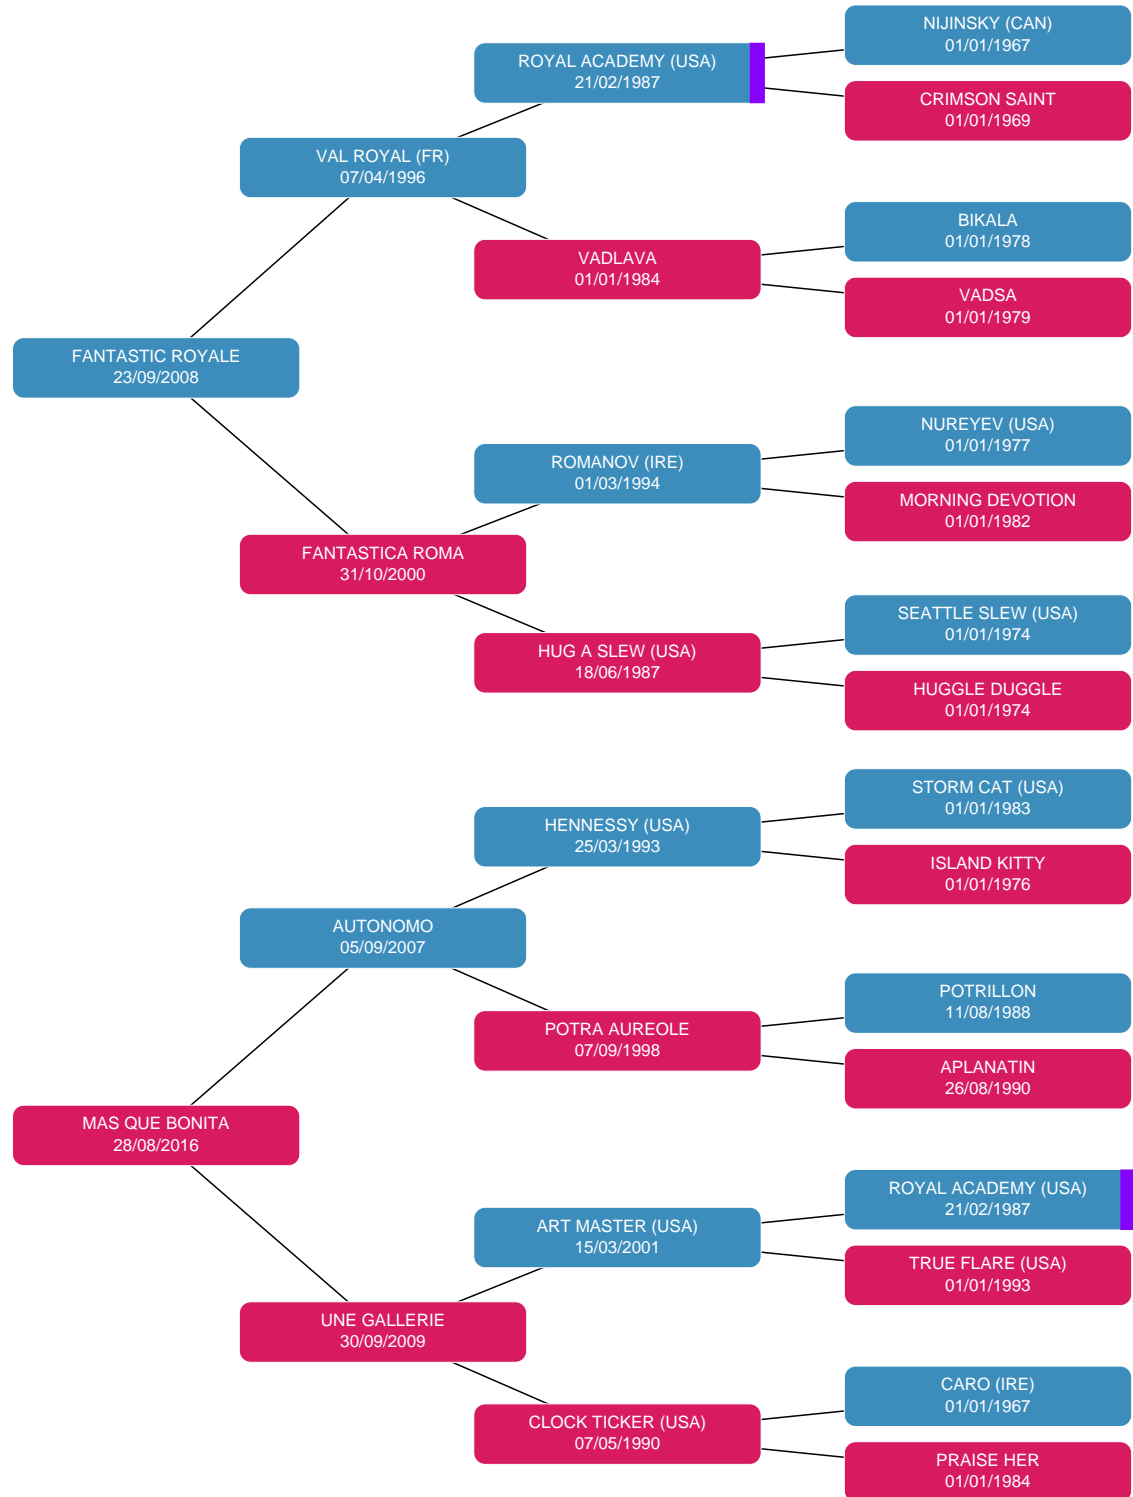 NIJINSKY (CAN)
01/01/1967
ROYAL ACADEMY (USA)
21/02/1987
CRIMSON SAINT
01/01/1969
VAL ROYAL (FR)
07/04/1996
BIKALA
01/01/1978
VADLAVA
01/01/1984
VADSA
01/01/1979
FANTASTIC ROYALE
23/09/2008
NUREYEV (USA)
01/01/1977
ROMANOV (IRE)
01/03/1994
MORNING DEVOTION
01/01/1982
FANTASTICA ROMA
31/10/2000
SEATTLE SLEW (USA)
01/01/1974
HUG A SLEW (USA)
18/06/1987
HUGGLE DUGGLE
01/01/1974
STORM CAT (USA)
01/01/1983
HENNESSY (USA)
25/03/1993
ISLAND KITTY
01/01/1976
AUTONOMO
05/09/2007
POTRILLON
11/08/1988
POTRA AUREOLE
07/09/1998
APLANATIN
26/08/1990
MAS QUE BONITA
28/08/2016
ROYAL ACADEMY (USA)
21/02/1987
ART MASTER (USA)
15/03/2001
TRUE FLARE (USA)
01/01/1993
UNE GALLERIE
30/09/2009
CARO (IRE)
01/01/1967
CLOCK TICKER (USA)
07/05/1990
PRAISE HER
01/01/1984